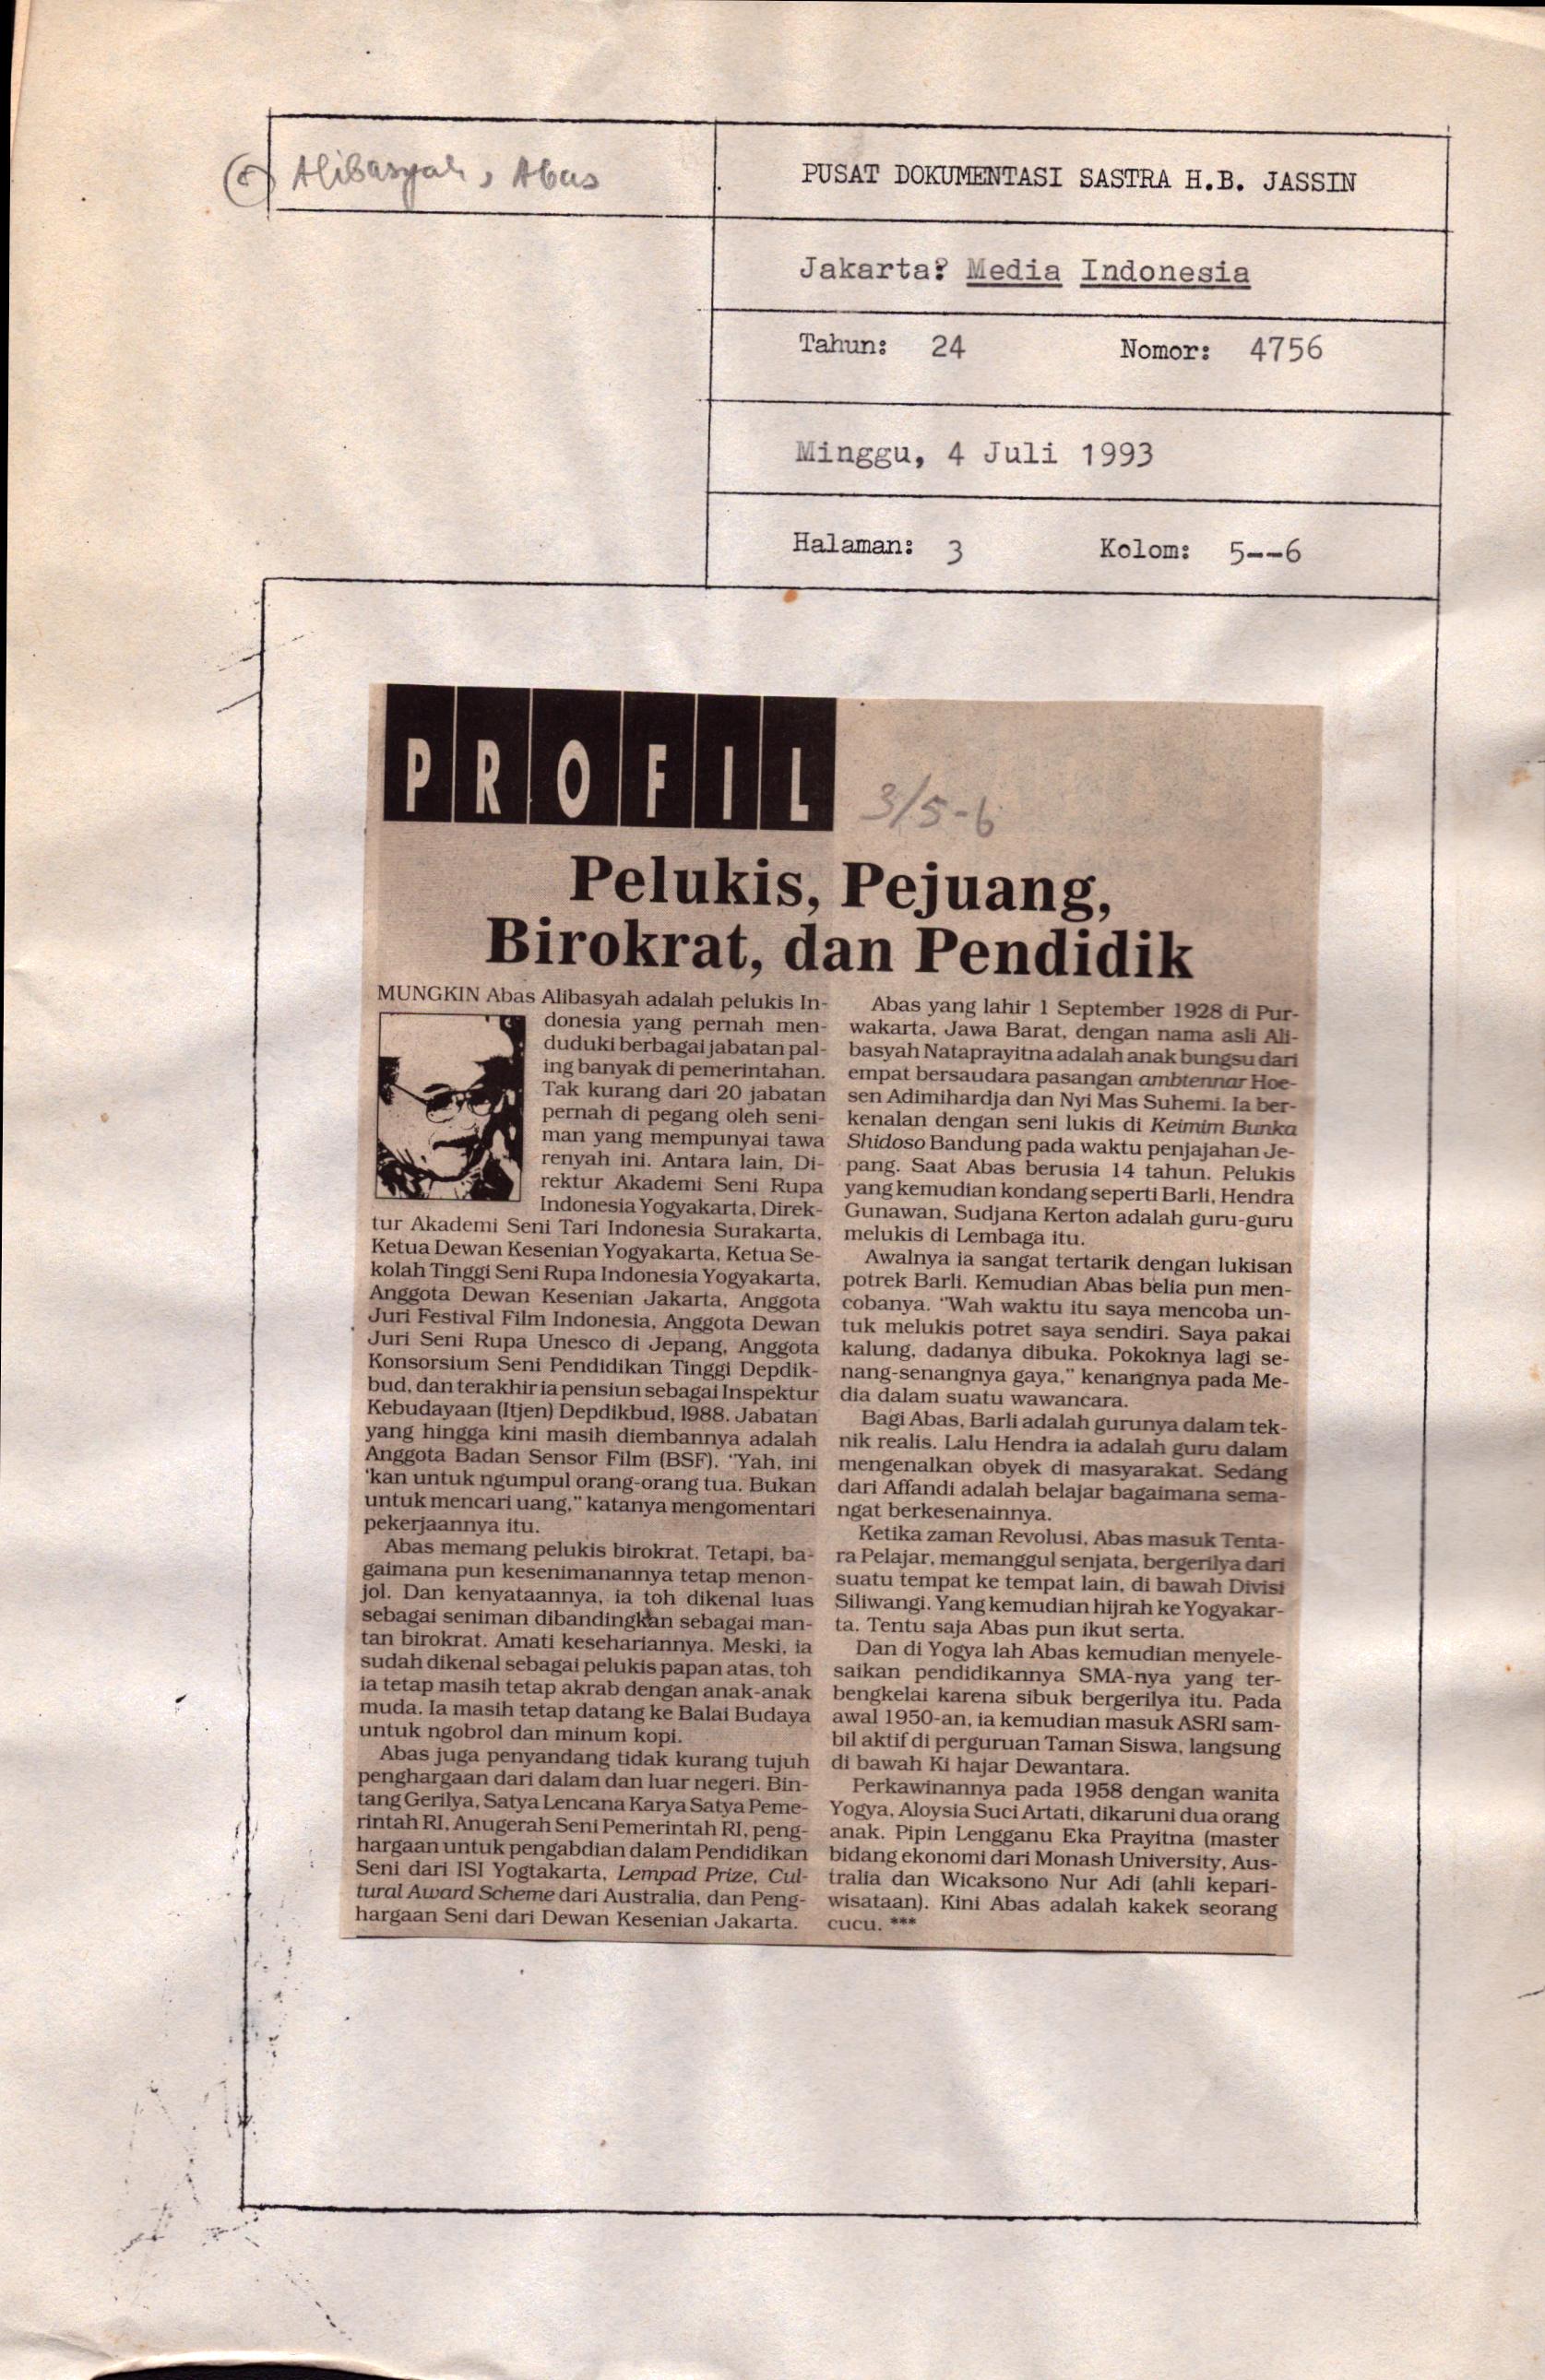 Alibasyah, Abas
PUSAT DOKUMENTASI SASTRA H.B. JASSIN
Jakarta: Media Indonesia
Tahun: 24 Nomor: 4756
Minggu, 4 Juli 1993
Halaman: 3 Kolom: 5--6
PROFIL
3/5-6
Pelukis, Pejuang,
Birokrat, dan Pendidik
MUNGKIN Abas Alibasyah adalah pelukis In-
donesia yang pernah men-
duduki berbagai jabatan pal-
ing banyak di pemerintahan.
Tak kurang dari 20 jabatan
pernah di pegang oleh seni-
man yang mempunyai tawa
renyah ini. Antara lain, Di-
rektur Akademi Seni Rupa
Indonesia Yogyakarta, Direk-
tur Akademi Seni Tari Indonesia Surakarta,
Ketua Dewan Kesenian Yogyakarta, Ketua Se-
kolah Tinggi Seni Rupa Indonesia Yogyakarta,
Anggota Dewan Kesenian Jakarta, Anggota
Juri Festival Film Indonesia, Anggota Dewan
Juri Seni Rupa Unesco di Jepang, Anggota
Konsorsium Seni Pendidikan Tinggi Depdik-
bud, dan terakhir ia pensiun sebagai Inspektur
Kebudayaan (Itjen) Depdikbud, 1988. Jabatan
yang hingga kini masih diembannya adalah
Anggota Badan Sensor Film (BSF). "Yah, ini
'kan untuk ngumpul orang-orang tua. Bukan
untuk mencari uang," katanya mengomentari
pekerjaannya itu.
Abas memang pelukis birokrat. Tetapi, ba-
gaimana pun kesenimanannya tetap menon-
jol. Dan kenyataannya, ia toh dikenal luas
sebagai seniman dibandingkan sebagai man-
tan birokrat. Amati kesehariannya. Meski, ia
sudah dikenal sebagai pelukis papan atas, toh
ia tetap masih tetap akrab dengan anak-anak
muda. Ia masih tetap datang ke Balai Budaya
untuk ngobrol dan minum kopi.
Abas juga penyandang tidak kurang tujuh
penghargaan dari dalam dan luar negeri. Bin-
tang Gerilya, Satya Lencana Karya Satya Peme-
rintah RI, Anugerah Seni Pemerintah RI, peng-
hargaan untuk pengabdian dalam Pendidikan
Seni dari ISI Yogtakarta, Lempad Prize, Cul-
tural Award Scheme dari Australia, dan Peng-
hargaan Seni dari Dewan Kesenian Jakarta.
Abas yang lahir 1 September 1928 di Pur-
wakarta, Jawa Barat, dengan nama asli Ali-
basyah Nataprayitna adalah anak bungsu dari
empat bersaudara pasangan ambtennar Hoe-
sen Adimihardja dan Nyi Mas Suhemi. Ia ber-
kenalan dengan seni lukis di Keimim Bunka
Shidoso Bandung pada waktu penjajahan Je-
pang. Saat Abas berusia 14 tahun. Pelukis
yang kemudian kondang seperti Barli, Hendra
Gunawan, Sudjana Kerton adalah guru-guru
melukis di Lembaga itu.
Awalnya ia sangat tertarik dengan lukisan
potrek Barli. Kemudian Abas belia pun men-
cobanya. "Wah waktu itu saya mencoba un-
tuk melukis potret saya sendiri. Saya pakai
kalung, dadanya dibuka. Pokoknya lagi se-
nang-senangnya gaya," kenangnya pada Me-
dia dalam suatu wawancara.
Bagi Abas, Barli adalah gurunya dalam tek-
nik realis. Lalu Hendra ia adalah guru dalam
mengenalkan obyek di masyarakat. Sedang
dari Affandi adalah belajar bagaimana sema-
ngat berkesenainnya.
Ketika zaman Revolusi, Abas masuk Tenta-
ra Pelajar, memanggul senjata, bergerilya dari
suatu tempat ke tempat lain, di bawah Divisi
Siliwangi. Yang kemudian hijrah ke Yogyakar-
ta. Tentu saja Abas pun ikut serta.
Dan di Yogya lah Abas kemudian menyele-
saikan pendidikannya SMA-nya yang ter-
bengkelai karena sibuk bergerilya itu. Pada
awal 1950-an, ia kemudian masuk ASRI sam-
bil aktif di perguruan Taman Siswa, langsung
di bawah Ki hajar Dewantara.
Perkawinannya pada 1958 dengan wanita
Yogya, Aloysia Suci Artati, dikaruni dua orang
anak. Pipin Lengganu Eka Prayitna (master
bidang ekonomi dari Monash University, Aus-
tralia dan Wicaksono Nur Adi (ahli kepari-
wisataan). Kini Abas adalah kakek seorang
cucu. ***